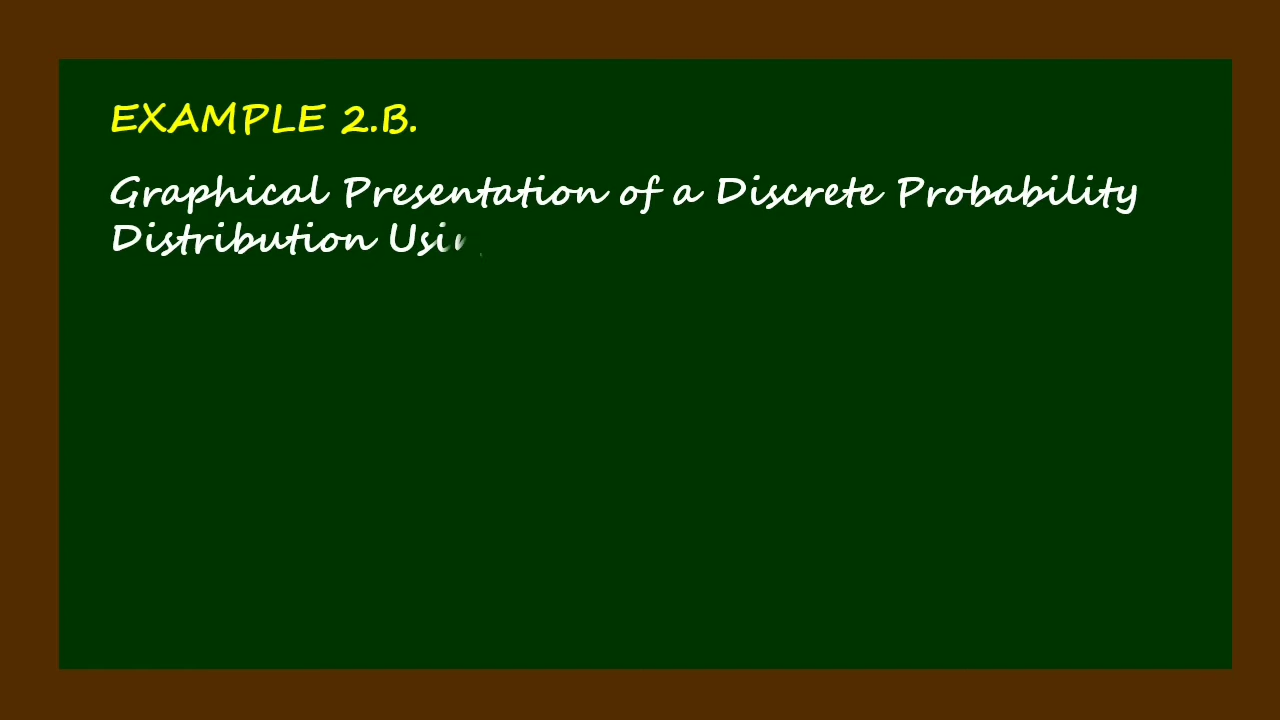 EXAMPLE 2.B.
Graphical Presentation of a Discrete Probability
Distribution